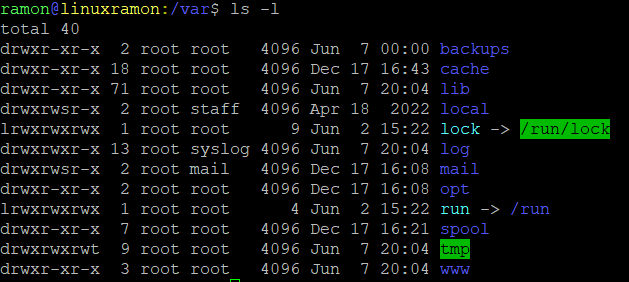 ramon@linuxramon:/var$ ls -l
total 40
drwxr-xr-x  2 root root   4096 Jun  7 00:00 backups
drwxr-xr-x 18 root root   4096 Dec 17 16:43 cache
drwxr-xr-x 71 root root   4096 Jun  7 20:04 lib
drwxrwsr-x  2 root staff  4096 Apr 18  2022 local
lrwxrwxrwx  1 root root      9 Jun  2 15:22 lock -> /run/lock
drwxrwxr-x 13 root syslog 4096 Jun  7 20:04 log
drwxrwsr-x  2 root mail   4096 Dec 17 16:08 mail
drwxr-xr-x  2 root root   4096 Dec 17 16:08 opt
lrwxrwxrwx  1 root root      4 Jun  2 15:22 run -> /run
drwxr-xr-x  7 root root   4096 Dec 17 16:21 spool
drwxrwxrwt  9 root root   4096 Jun  7 20:04 tmp
drwxr-xr-x  3 root root   4096 Jun  7 20:04 www